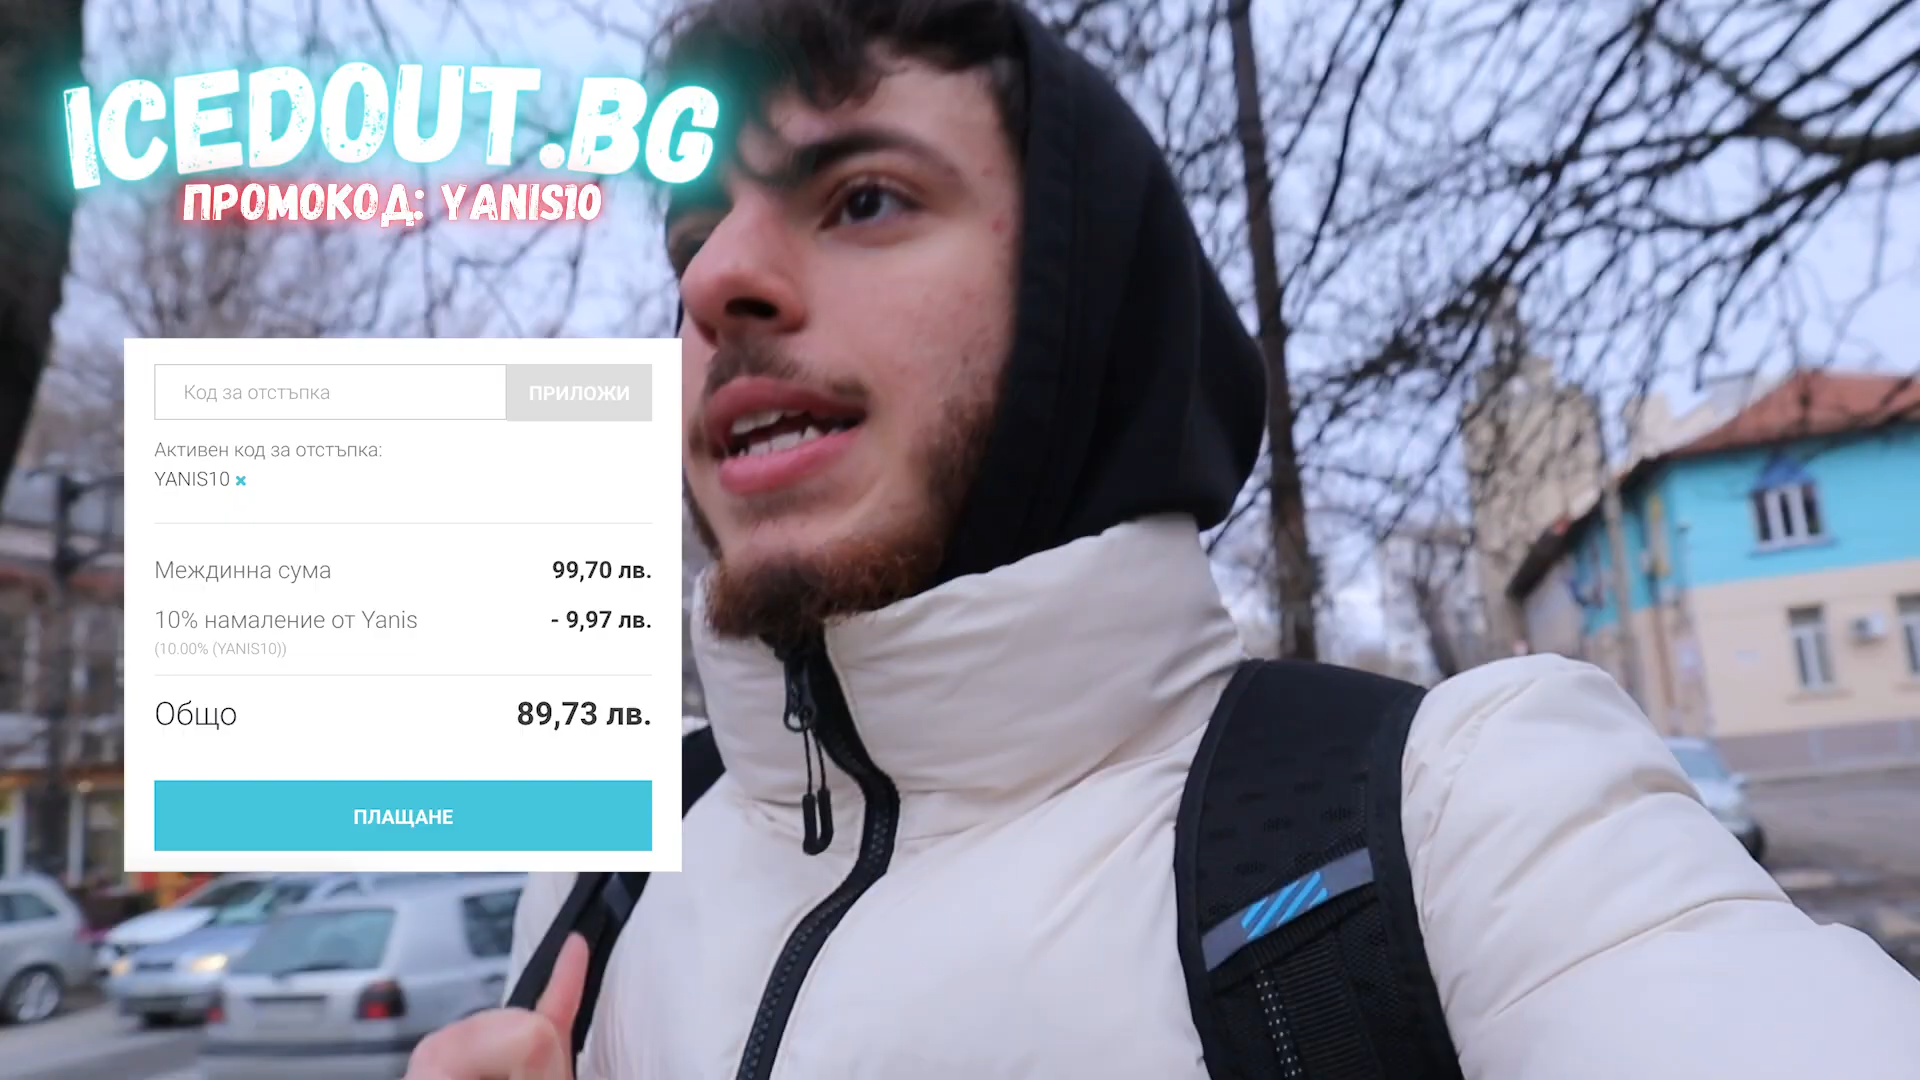 ICEDOUT.BG
ПРОМОКОД: YANIS10
Код за отстъпка
ПРИЛОЖИ
Активен код за отстъпка:
YANIS10 ×
Междинна сума 99,70 лв.
10% намаление от Yanis - 9,97 лв.
(10.00% (YANIS10))
Общо 89,73 лв.
ПЛАЩАНЕ